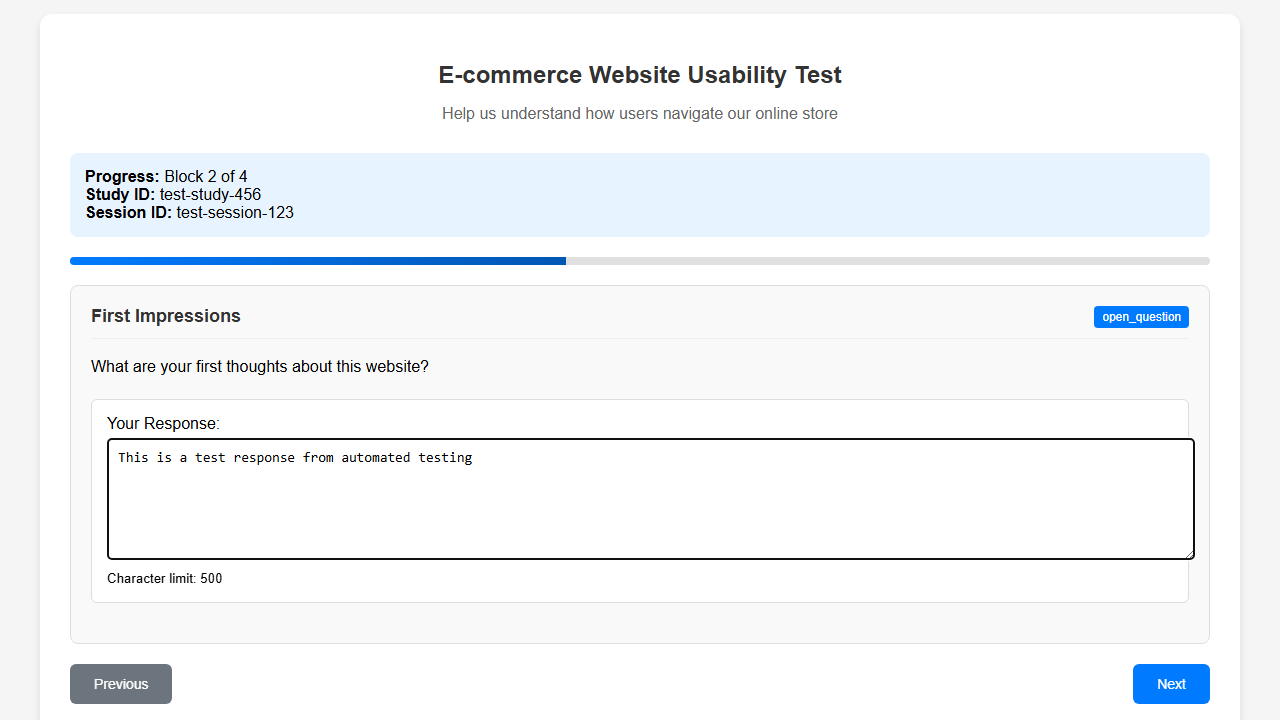 E-commerce Website Usability Test
Help us understand how users navigate our online store
Progress: Block 2 of 4
Study ID: test-study-456
Session ID: test-session-123
First Impressions
open_question
What are your first thoughts about this website?
Your Response:
This is a test response from automated testing
Character limit: 500
Previous
Next